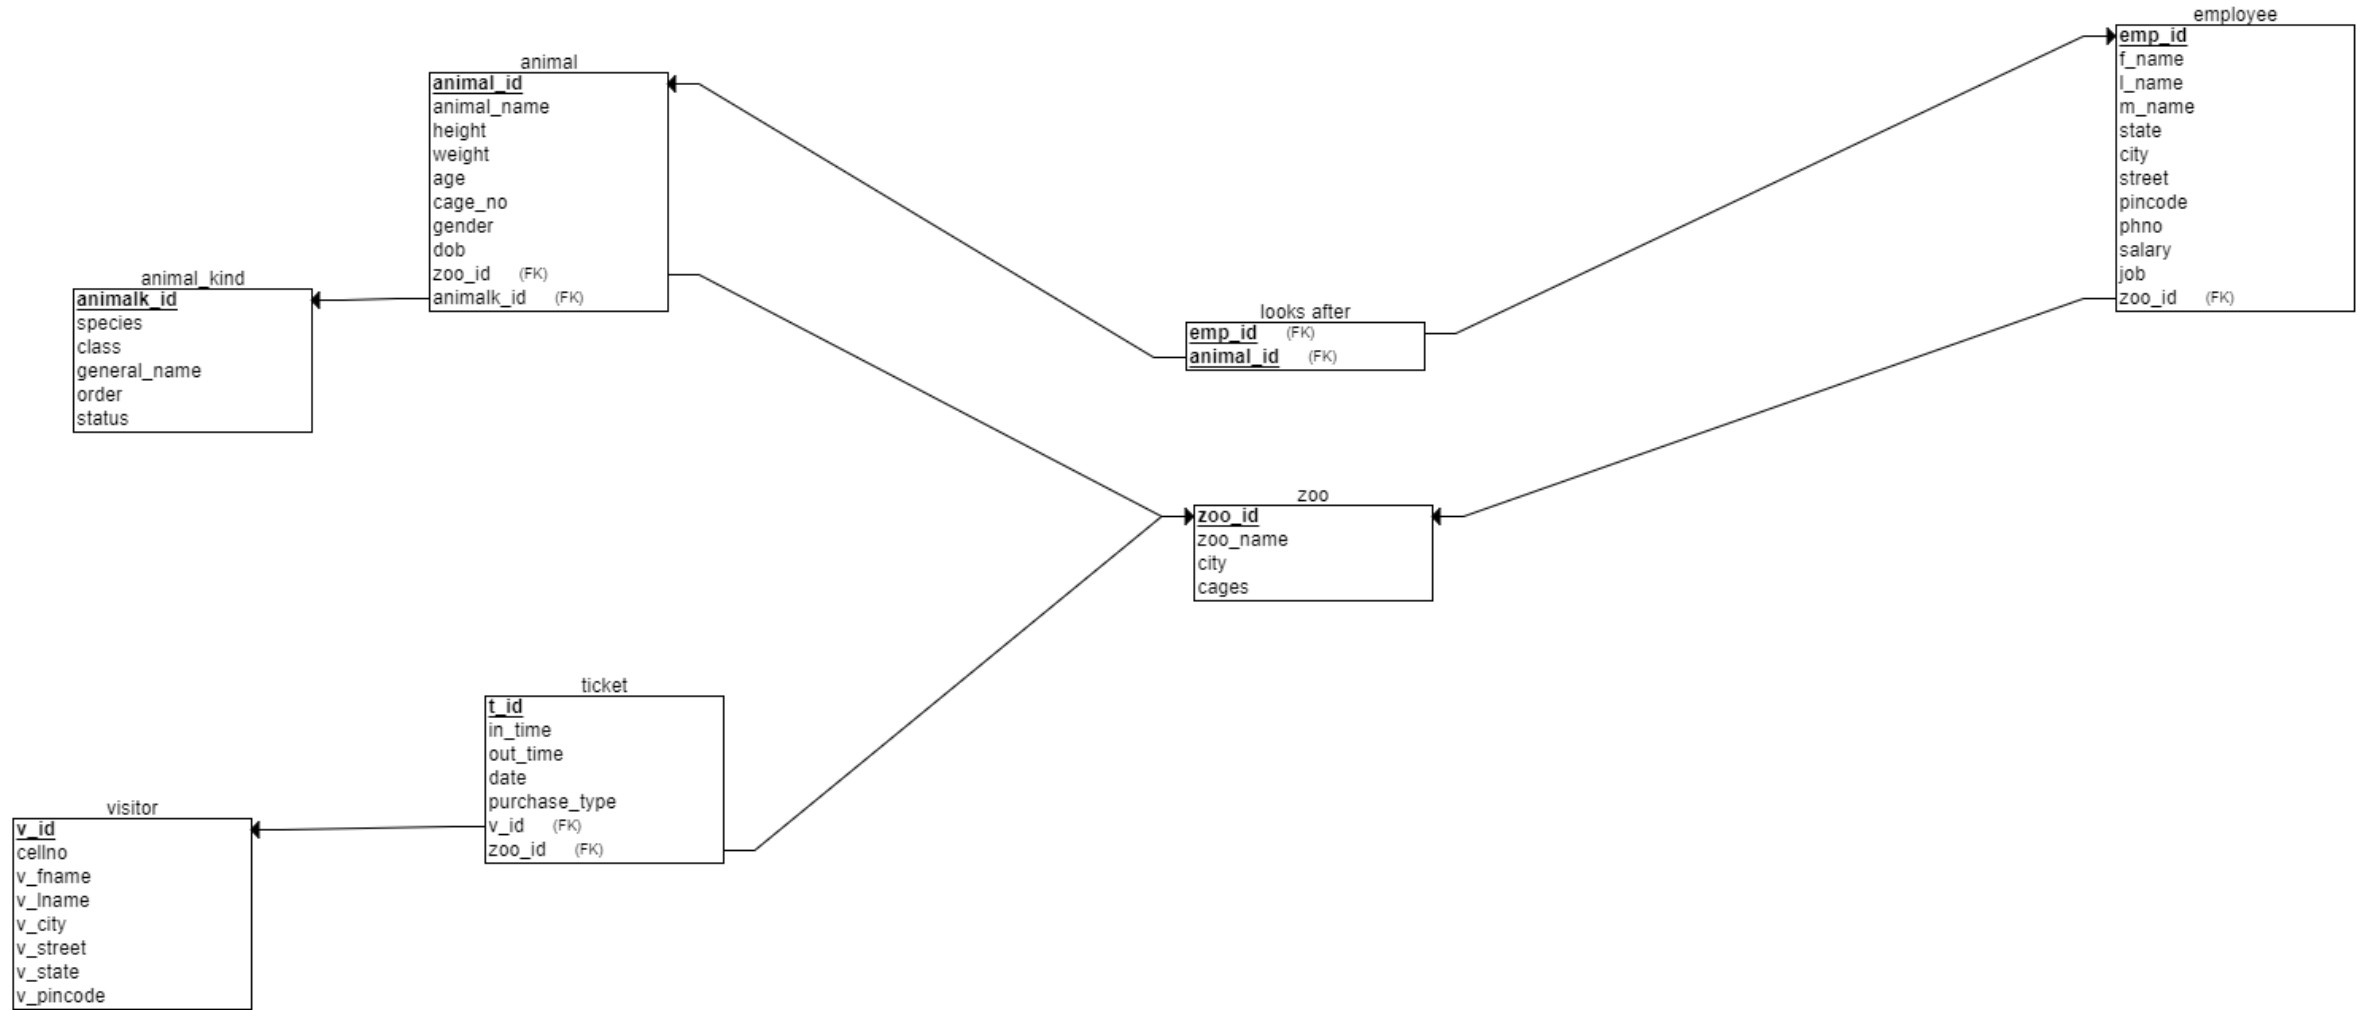 employee
emp_id
f_name
l_name
m_name
state
city
street
pincode
phno
salary
job
zoo_id (FK)
animal
animal_id
animal_name
height
weight
age
cage_no
gender
dob
zoo_id (FK)
animalk_id (FK)
animal_kind
animalk_id
species
class
general_name
order
status
looks after
emp_id (FK)
animal_id (FK)
zoo
zoo_id
zoo_name
city
cages
ticket
t_id
in_time
out_time
date
purchase_type
v_id (FK)
zoo_id (FK)
visitor
v_id
cellno
v_fname
v_lname
v_city
v_street
v_state
v_pincode